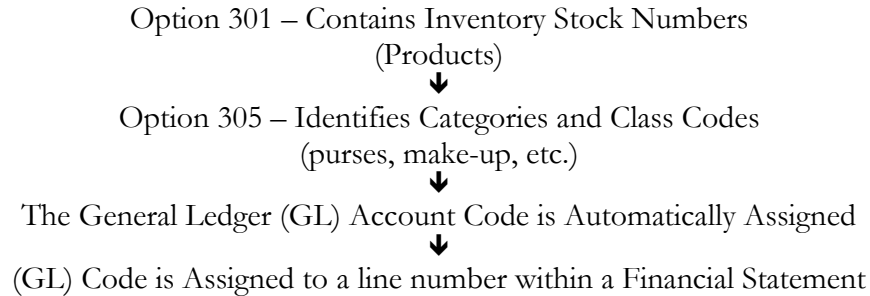 Option 301 – Contains Inventory Stock Numbers
(Products)
Option 305 – Identifies Categories and Class Codes
(purses, make-up, etc.)
The General Ledger (GL) Account Code is Automatically Assigned
(GL) Code is Assigned to a line number within a Financial Statement